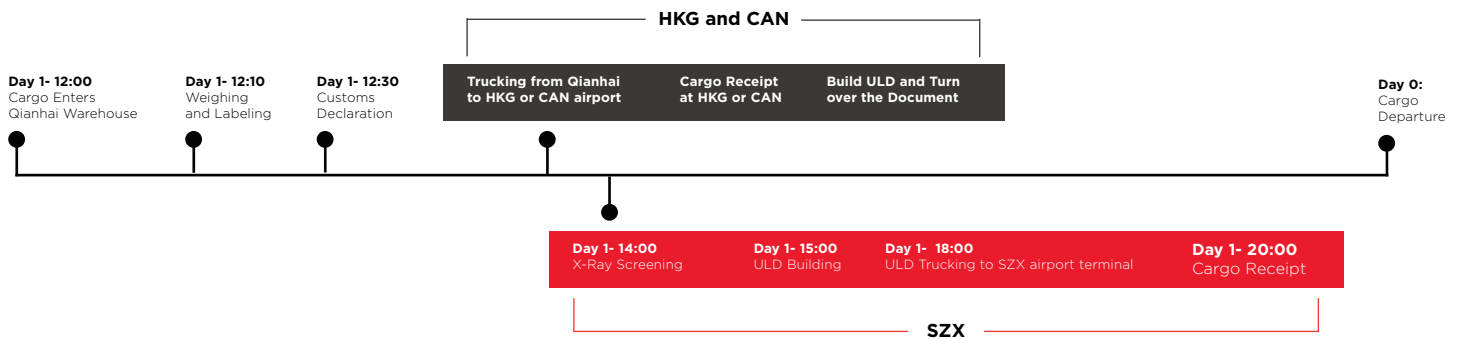 HKG and CAN
Day 1- 12:00
Cargo Enters
Qianhai Warehouse
Day 1- 12:10
Weighing
and Labeling
Day 1- 12:30
Customs
Declaration
Trucking from Qianhai
to HKG or CAN airport
Cargo Receipt
at HKG or CAN
Build ULD and Turn
over the Document
Day 0:
Cargo
Departure
Day 1- 14:00
X-Ray Screening
Day 1- 15:00
ULD Building
Day 1-  18:00
ULD Trucking to SZX airport terminal
Day 1- 20:00
Cargo Receipt
SZX